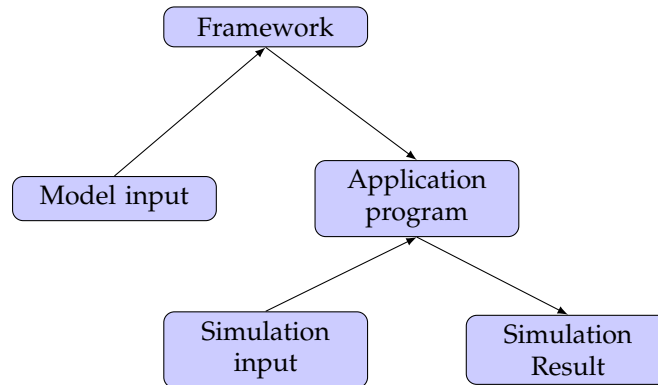 Framework
Model input
Application
program
Simulation
input
Simulation
Result